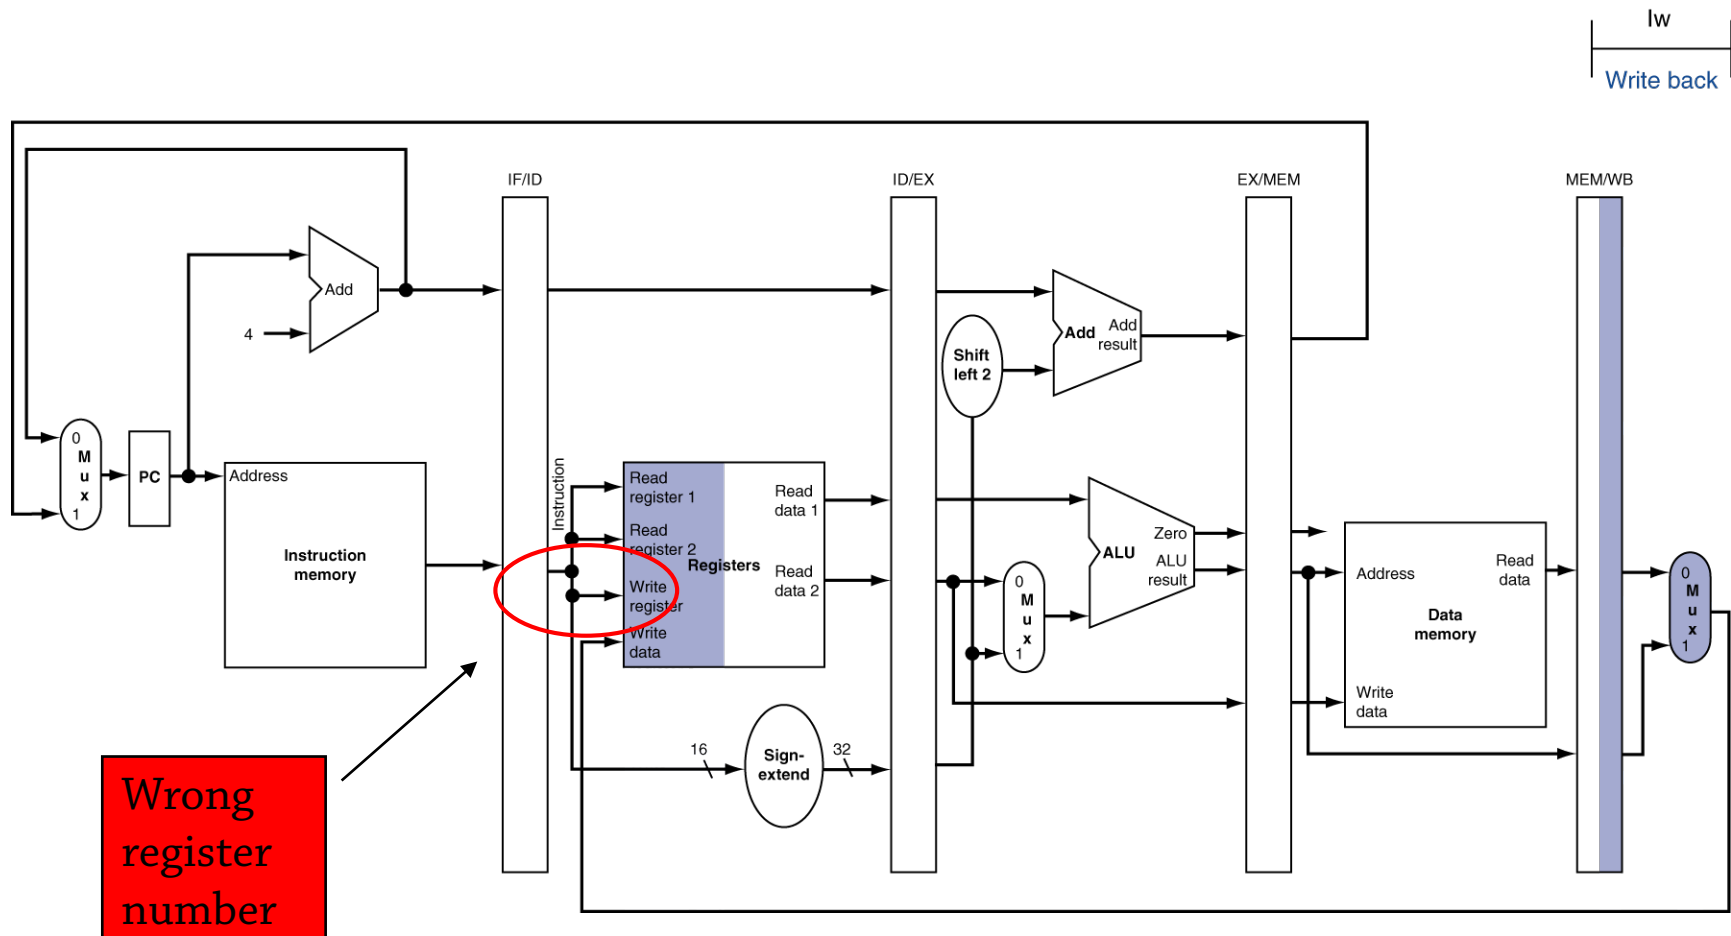 lw
Write back
IF/ID
ID/EX
EX/MEM
MEM/WB
Add
4
Shift
left 2
Add
Add
result
0
M
u
x
1
PC
Address
Instruction
memory
Instruction
Read
register 1
Read
register 2
Write
register
Write
data
Registers
Read
data 1
Read
data 2
0
M
u
x
1
ALU
Zero
ALU
result
Address
Write
data
Data
memory
Read
data
0
M
u
x
1
16
Sign-
extend
32
Wrong
register
number